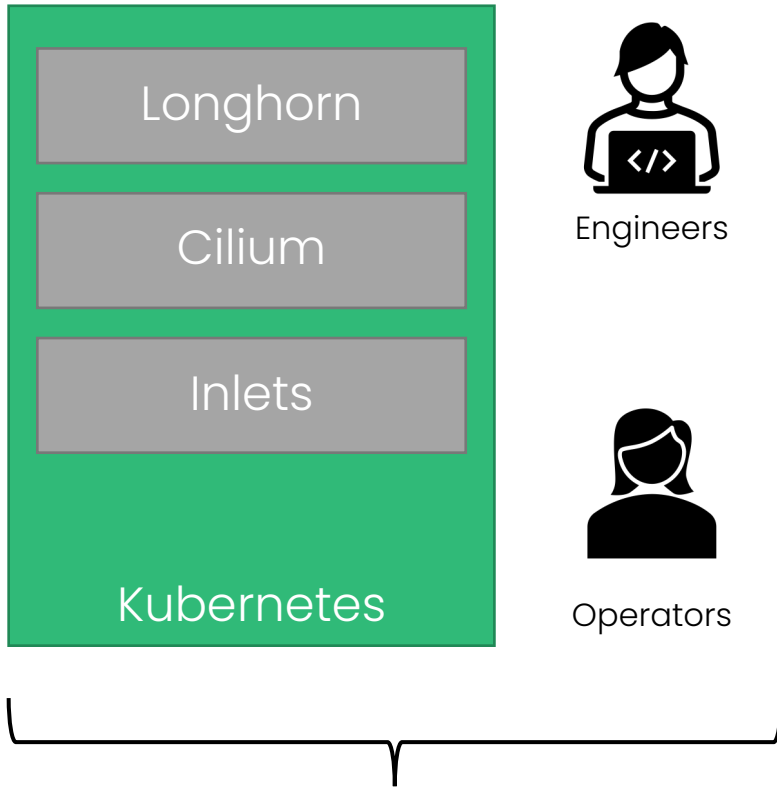 Longhorn
Cilium
Inlets
Kubernetes
</>
Engineers
Operators